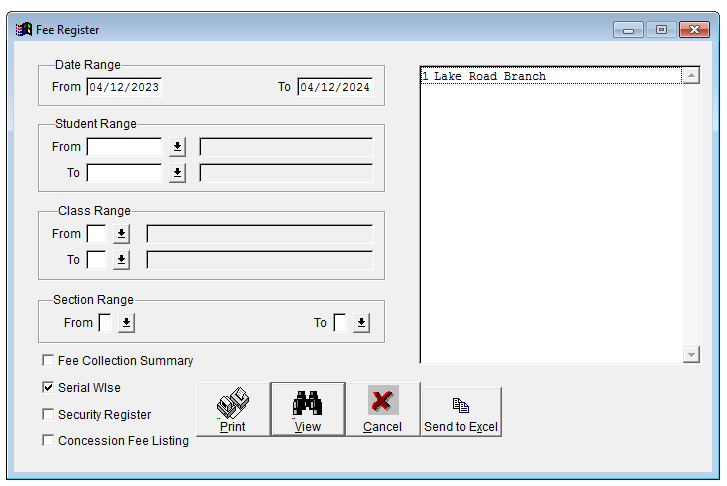 Fee Register
Date Range
From 04/12/2023 To 04/12/2024
1 Lake Road Branch
Student Range
From
To
Class Range
From
To
Section Range
From To
Fee Collection Summary
Serial WIse
Security Register
Concession Fee Listing
Print View Cancel Send to Excel